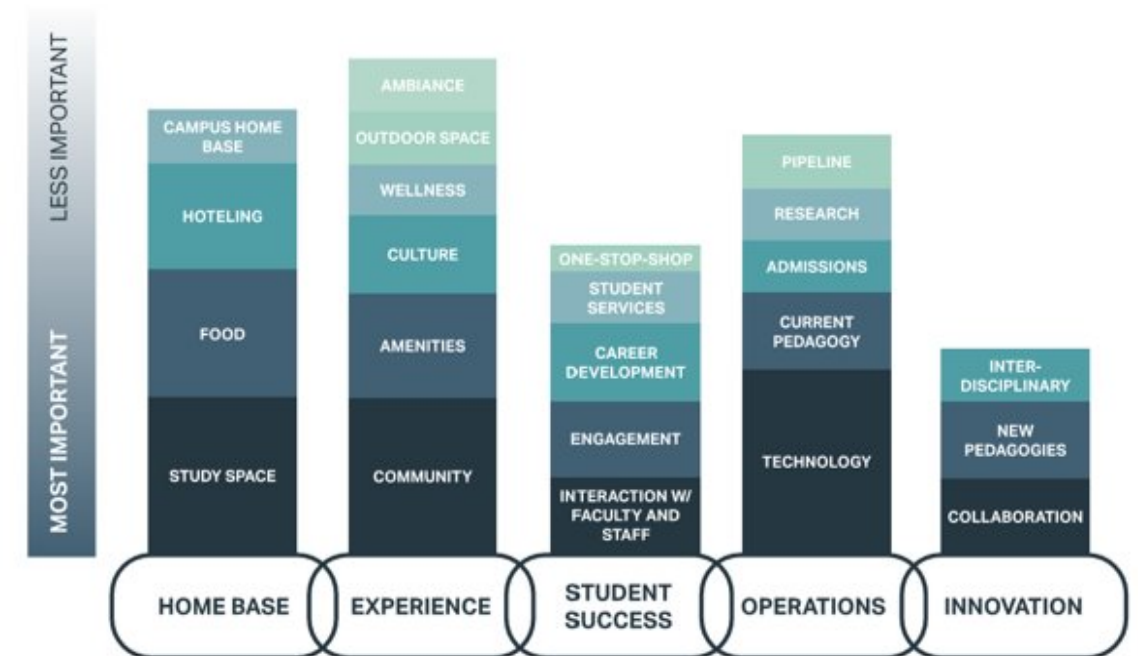 LESS IMPORTANT
MOST IMPORTANT
CAMPUS HOME
BASE
HOTELING
FOOD
STUDY SPACE
HOME BASE
AMBIANCE
OUTDOOR SPACE
WELLNESS
CULTURE
AMENITIES
COMMUNITY
EXPERIENCE
ONE-STOP-SHOP
STUDENT
SERVICES
CAREER
DEVELOPMENT
ENGAGEMENT
INTERACTION W/
FACULTY AND
STAFF
STUDENT
SUCCESS
PIPELINE
RESEARCH
ADMISSIONS
CURRENT
PEDAGOGY
TECHNOLOGY
OPERATIONS
INTER-
DISCIPLINARY
NEW
PEDAGOGIES
COLLABORATION
INNOVATION